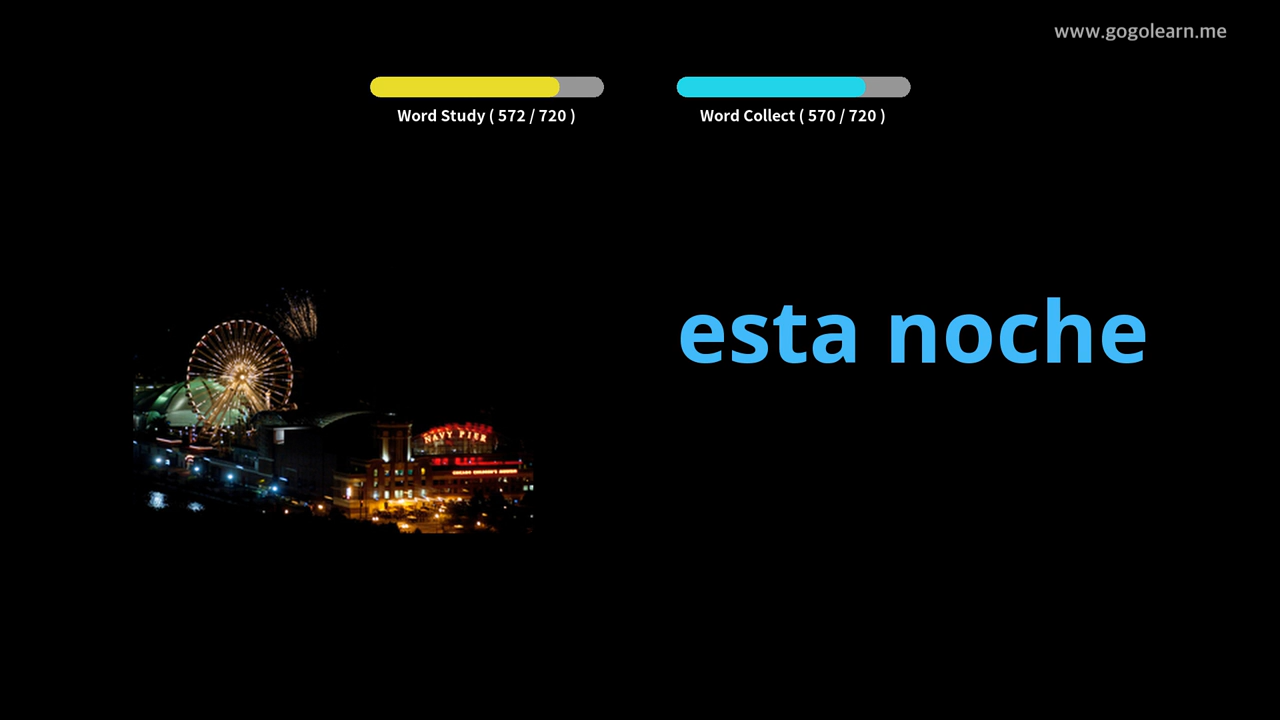 www.gogolearn.me
Word Study ( 572 / 720 )
Word Collect ( 570 / 720 )
esta noche
NAVY PIER